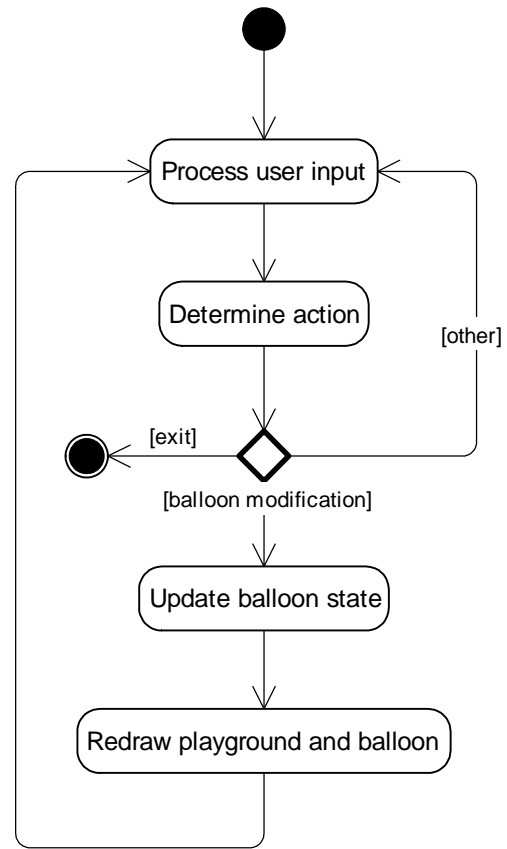 Process user input
Determine action
[other]
[exit]
[balloon modification]
Update balloon state
Redraw playground and balloon